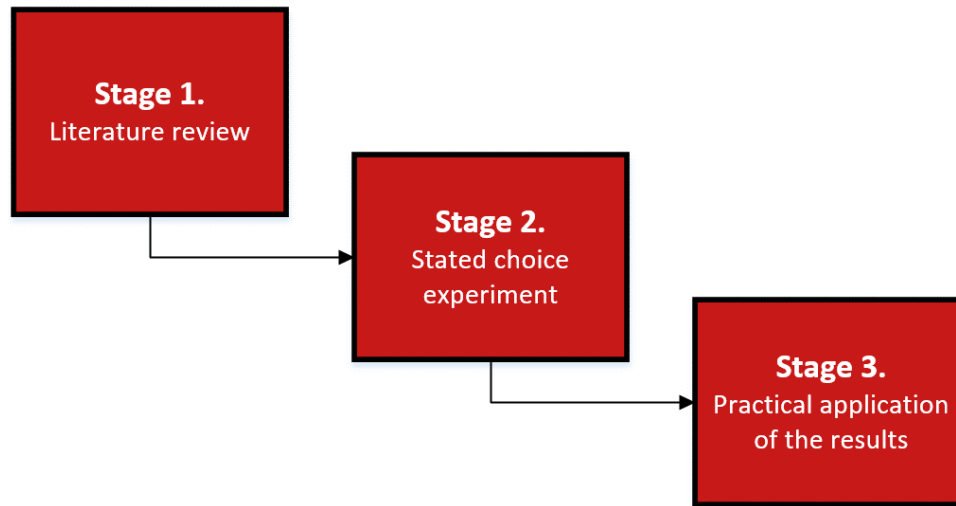 Stage 1.
Literature review
Stage 2.
Stated choice
experiment
Stage 3.
Practical application
of the results